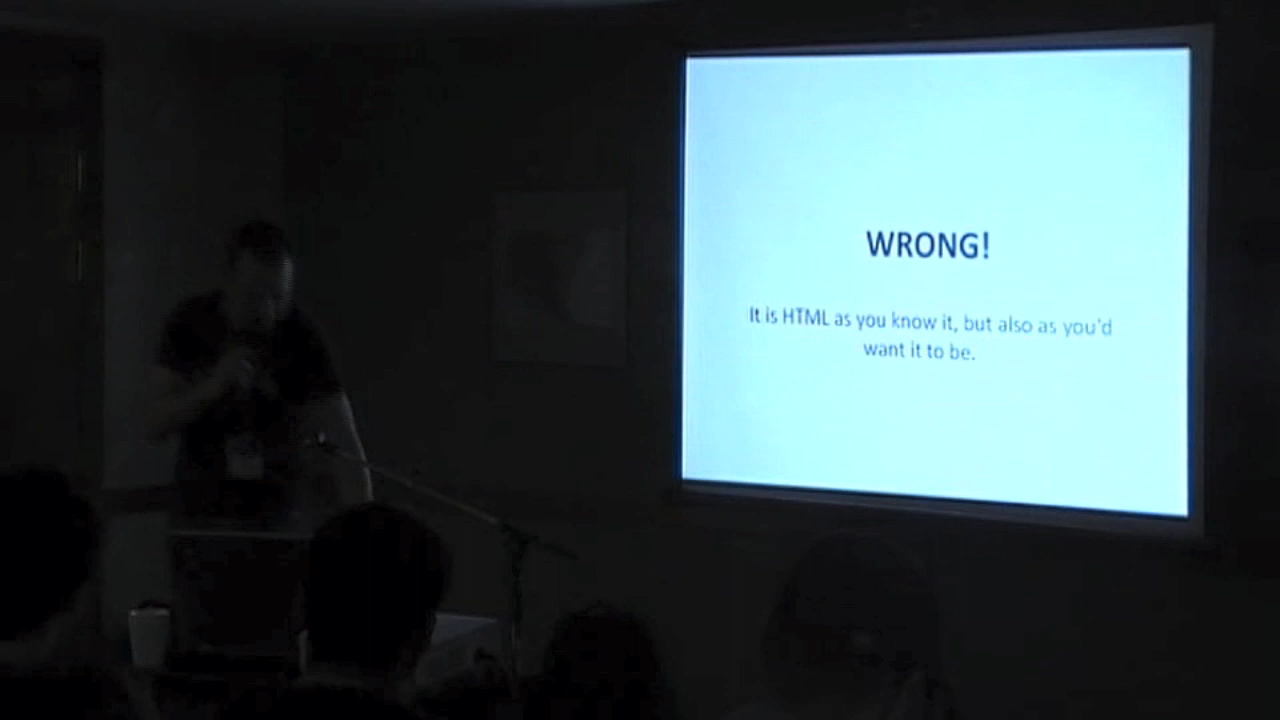 WRONG!
It is HTML as you know it, but also as you'd
want it to be.